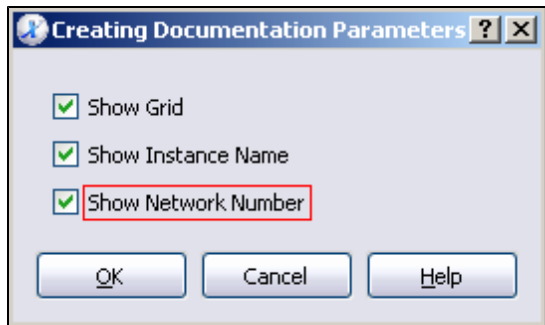 Creating Documentation Parameters ?
Show Grid
Show Instance Name
Show Network Number
OK Cancel Help